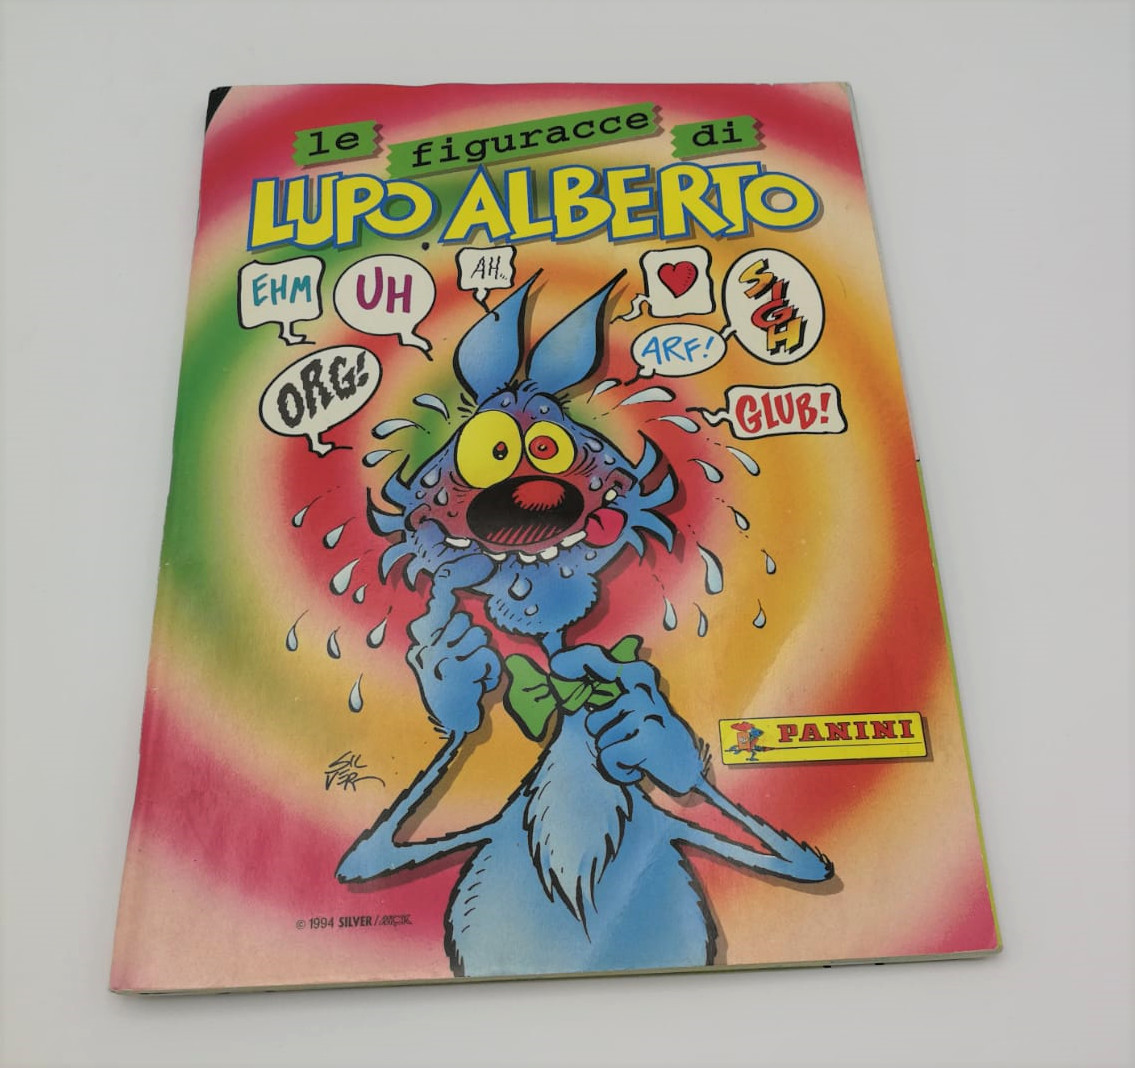 le figuracce di
LUPO ALBERTO
EHM
UH
AH..
SIGH
ARF!
ORG!
GLUB!
PANINI
SILVER
© 1994 SILVER / MCK